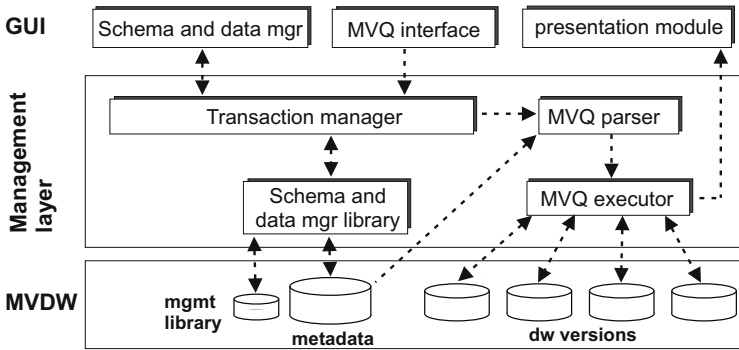 GUI
Schema and data mgr
MVQ interface
presentation module
Management
layer
Transaction manager
MVQ parser
Schema and
data mgr library
MVQ executor
MVDW
mgmt
library
metadata
dw versions